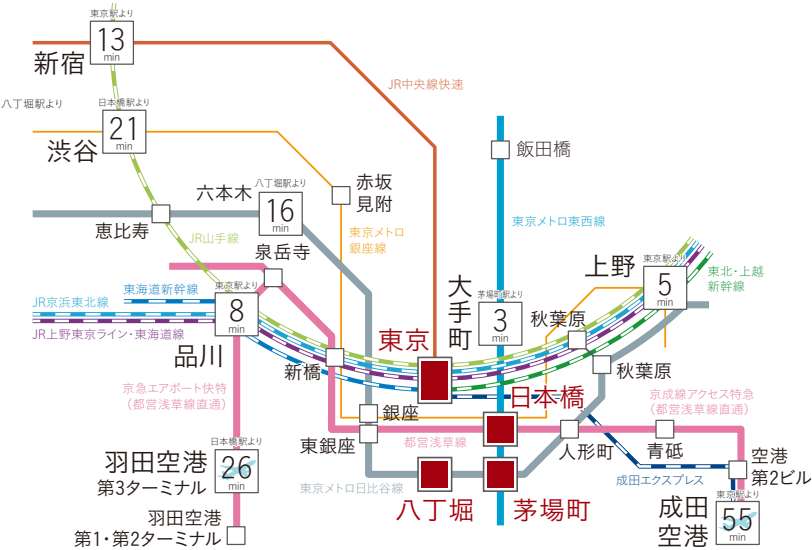 東京駅より
13
min
新宿
JR中央線快速
八丁堀駅より
日本橋駅より
21
min
渋谷
飯田橋
六本木
八丁堀駅より
16
min
赤坂
見附
恵比寿
JR山手線
東京メトロ
銀座線
東京メトロ東西線
泉岳寺
上野
東京駅より
5
min
東北・上越
新幹線
東海道新幹線
JR京浜東北線
JR上野東京ライン・東海道線
東京駅より
8
min
品川
大手町
茅場町駅より
3
min
秋葉原
東京
新橋
秋葉原
日本橋
京急エアポート快特
（都営浅草線直通）
京成線アクセス特急
（都営浅草線直通）
銀座
東銀座
都営浅草線
人形町
青砥
日本橋駅より
26
min
羽田空港
第3ターミナル
空港
第2ビル
成田エクスプレス
東京メトロ日比谷線
八丁堀
茅場町
東京駅より
55
min
成田
空港
羽田空港
第1・第2ターミナル